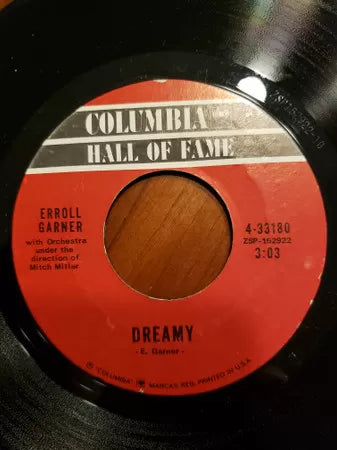 COLUMBIA
HALL OF FAME
ERROLL
GARNER
with Orchestra
under the
direction of
Mitch Miller
4-33180
ZSP-152922
3:03
DREAMY
- E. Garner -
® "COLUMBIA" MARCAS REG. PRINTED IN U.S.A.